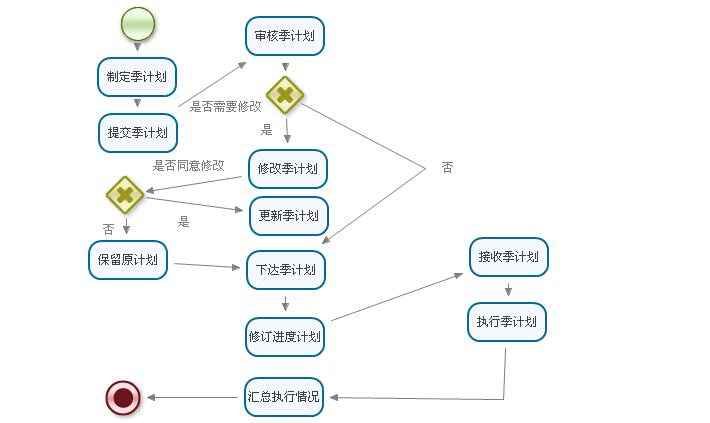 审核季计划
制定季计划
是否需要修改
提交季计划
是
是否同意修改
修改季计划
否
更新季计划
是
否
保留原计划
下达季计划
接收季计划
修订进度计划
执行季计划
汇总执行情况